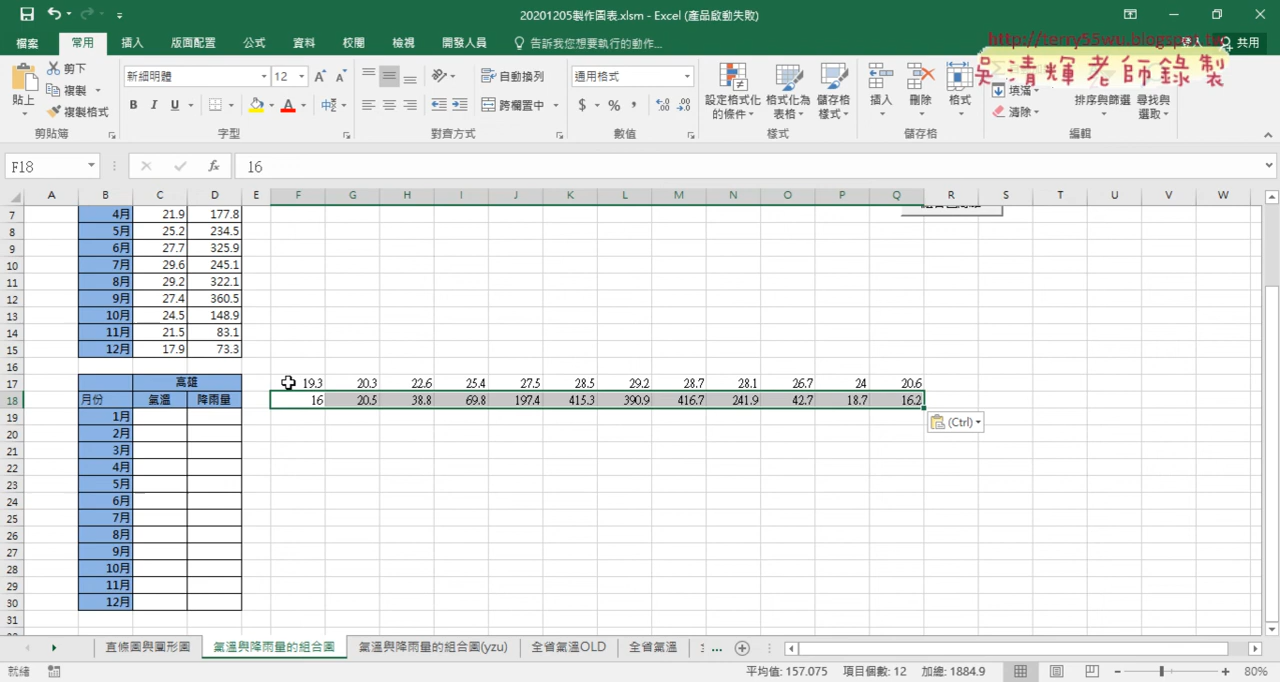 20201205製作圖表.xlsm - Excel (產品啟動失敗)
檔案 常用 插入 版面配置 公式 資料 校閱 檢視 開發人員 告訴我您想要執行的動作... 登入 共用
http://terry55wu.blogspot.tw
吳清輝老師錄製
貼上 剪下 複製 複製格式 剪貼簿
新細明體 12 B I U 中 字型
自動換列 跨欄置中 對齊方式
通用格式 $ % , 數值
設定格式化的條件 格式化為表格 儲存格樣式 樣式
插入 刪除 格式 儲存格
填滿 清除 排序與篩選 尋找與選取 編輯
F18 fx 16
A B C D E F G H I J K L M N O P Q R S T U V W
7 4月 21.9 177.8
8 5月 25.2 234.5
9 6月 27.7 325.9
10 7月 29.6 245.1
11 8月 29.2 322.1
12 9月 27.4 360.5
13 10月 24.5 148.9
14 11月 21.5 83.1
15 12月 17.9 73.3
16
17 高雄 19.3 20.3 22.6 25.4 27.5 28.5 29.2 28.7 28.1 26.7 24 20.6
18 月份 氣溫 降雨量 16 20.5 38.8 69.8 197.4 415.3 390.9 416.7 241.9 42.7 18.7 16.2
19 1月 (Ctrl)
20 2月
21 3月
22 4月
23 5月
24 6月
25 7月
26 8月
27 9月
28 10月
29 11月
30 12月
31
直條圖與圓形圖 氣溫與降雨量的組合圖 氣溫與降雨量的組合圖(yzu) 全省氣溫OLD 全省氣溫 ...
就緒 平均值: 157.075 項目個數: 12 加總: 1884.9 80%